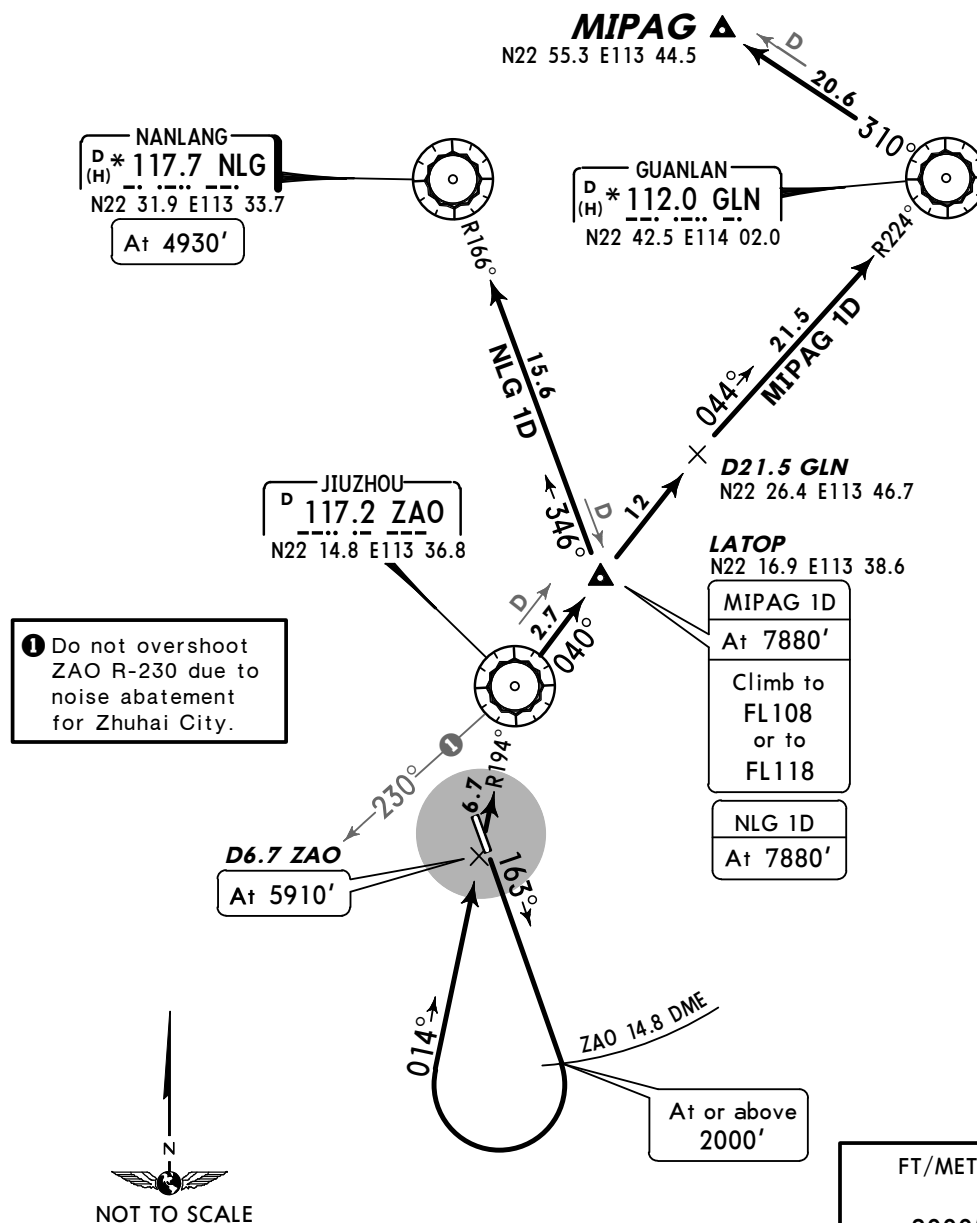 MIPAG
N22 55.3 E113 44.5
D
20.6
310°
NANLANG
D
(H) * 117.7 NLG
N22 31.9 E113 33.7
At 4930'
GUANLAN
D
(H) * 112.0 GLN
N22 42.5 E114 02.0
R166°
R224°
15.6
NLG 1D
346°
D
21.5
MIPAG 1D
044°
D21.5 GLN
N22 26.4 E113 46.7
12
JIUZHOU
D 117.2 ZAO
N22 14.8 E113 36.8
LATOP
N22 16.9 E113 38.6
MIPAG 1D
At 7880'
Climb to
FL108
or to
FL118
NLG 1D
At 7880'
D
2.7
040°
1 Do not overshoot
ZAO R-230 due to
noise abatement
for Zhuhai City.
1
230°
R194°
6.7
D6.7 ZAO
At 5910'
163°
014°
ZAO 14.8 DME
At or above
2000'
N
NOT TO SCALE
FT/MET